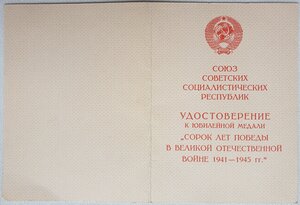 СОЮЗ
СОВЕТСКИХ
СОЦИАЛИСТИЧЕСКИХ
РЕСПУБЛИК
УДОСТОВЕРЕНИЕ
К ЮБИЛЕЙНОЙ МЕДАЛИ
„СОРОК ЛЕТ ПОБЕДЫ
В ВЕЛИКОЙ ОТЕЧЕСТВЕННОЙ
ВОЙНЕ 1941—1945 гг.“